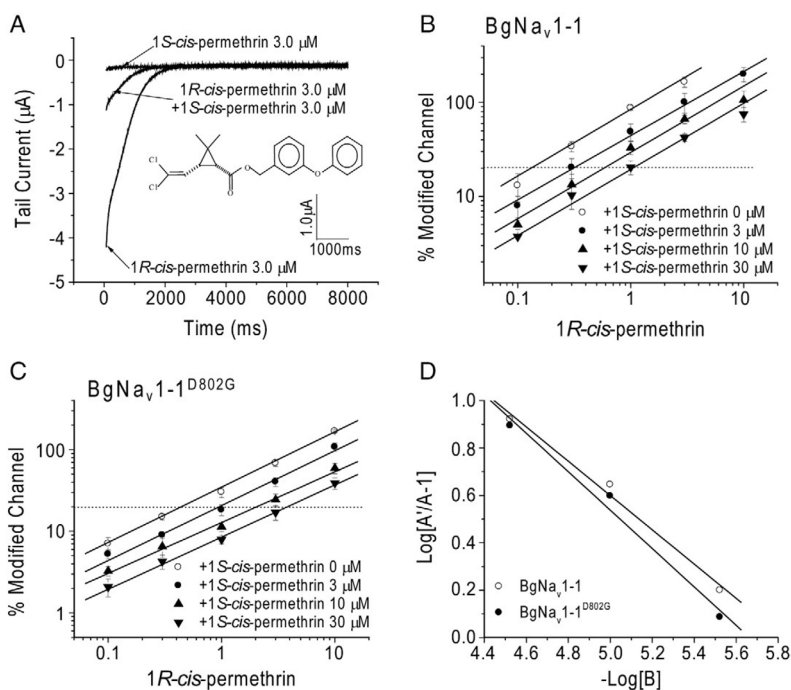 A
1S-cis-permethrin 3.0 μM
1R-cis-permethrin 3.0 μM
+1S-cis-permethrin 3.0 μM
Cl
Cl
O
O
O
1.0μA
1000ms
1R-cis-permethrin 3.0 μM
Tail Current (μA)
0
-1
-2
-3
-4
-5
0 2000 4000 6000 8000
Time (ms)
B
BgNav1-1
% Modified Channel
100
10
+1S-cis-permethrin 0 μM
+1S-cis-permethrin 3 μM
+1S-cis-permethrin 10 μM
+1S-cis-permethrin 30 μM
0.1 1 10
1R-cis-permethrin
C
BgNav1-1D802G
% Modified Channel
100
10
1
+1S-cis-permethrin 0 μM
+1S-cis-permethrin 3 μM
+1S-cis-permethrin 10 μM
+1S-cis-permethrin 30 μM
0.1 1 10
1R-cis-permethrin
D
Log[A'/A-1]
1.0
0.8
0.6
0.4
0.2
0.0
BgNav1-1
BgNav1-1D802G
4.4 4.6 4.8 5.0 5.2 5.4 5.6 5.8
-Log[B]